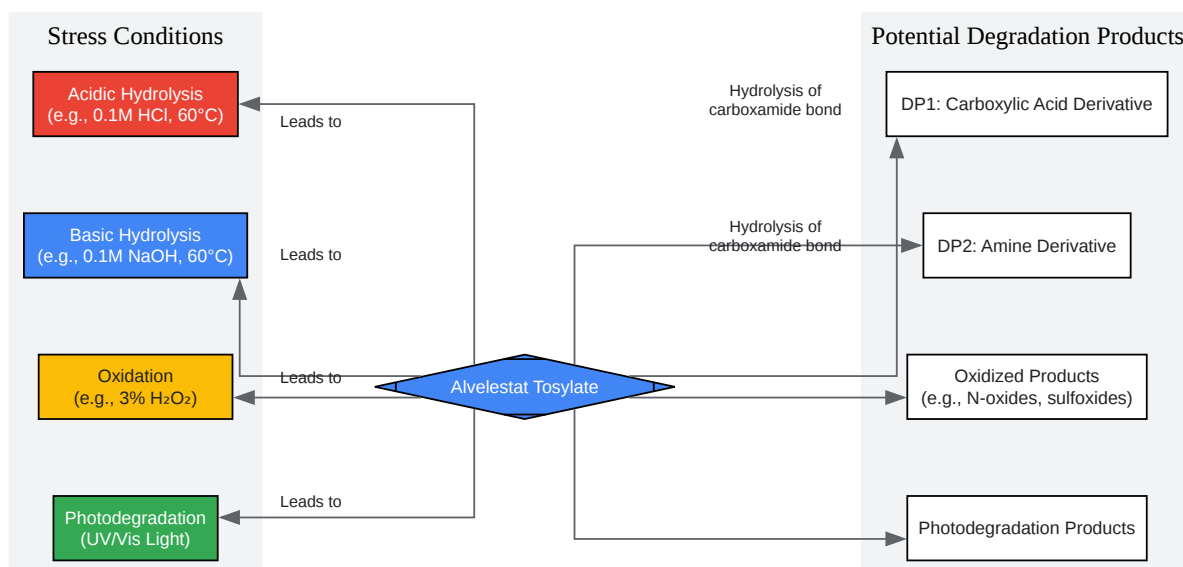 Stress Conditions
Acidic Hydrolysis
(e.g., 0.1M HCl, 60°C)
Basic Hydrolysis
(e.g., 0.1M NaOH, 60°C)
Oxidation
(e.g., 3% H₂O₂)
Photodegradation
(UV/Vis Light)
Leads to
Leads to
Leads to
Leads to
Alvelestat Tosylate
Hydrolysis of
carboxamide bond
Hydrolysis of
carboxamide bond
Potential Degradation Products
DP1: Carboxylic Acid Derivative
DP2: Amine Derivative
Oxidized Products
(e.g., N-oxides, sulfoxides)
Photodegradation Products